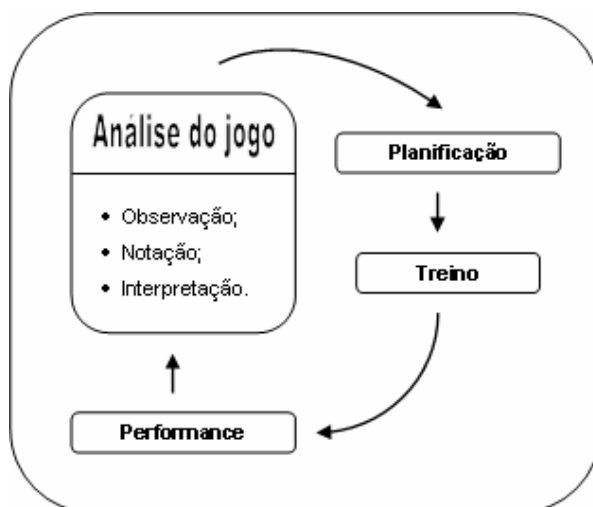 Análise do jogo
• Observação;
• Notação;
• Interpretação.
Planificação
Treino
Performance